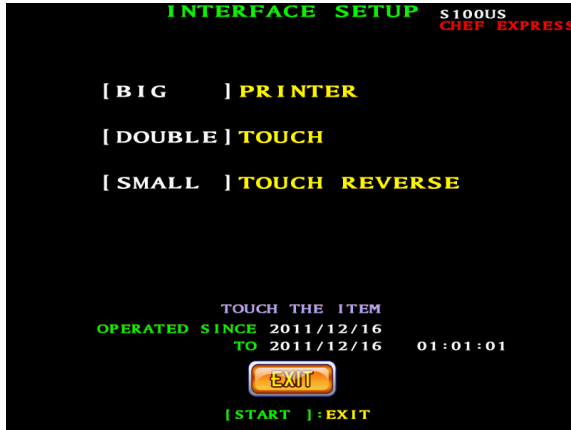 INTERFACE SETUP S100US
CHEF EXPRESS
[BIG ] PRINTER
[DOUBLE] TOUCH
[SMALL ] TOUCH REVERSE
TOUCH THE ITEM
OPERATED SINCE 2011/12/16
TO 2011/12/16 01:01:01
EXIT
[START ]:EXIT